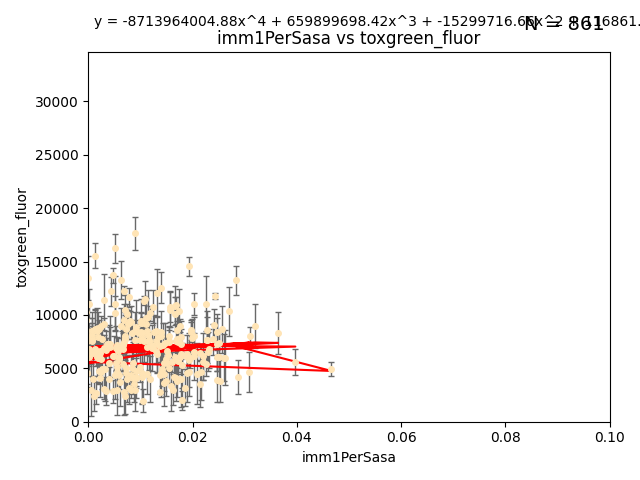 y = -8713964004.88x^4 + 659899698.42x^3 + -15299716.66x^2
N = 861
imm1PerSasa vs toxgreen_fluor
toxgreen_fluor
35000
30000
25000
20000
15000
10000
5000
0
0.00 0.02 0.04 0.06 0.08 0.10
imm1PerSasa